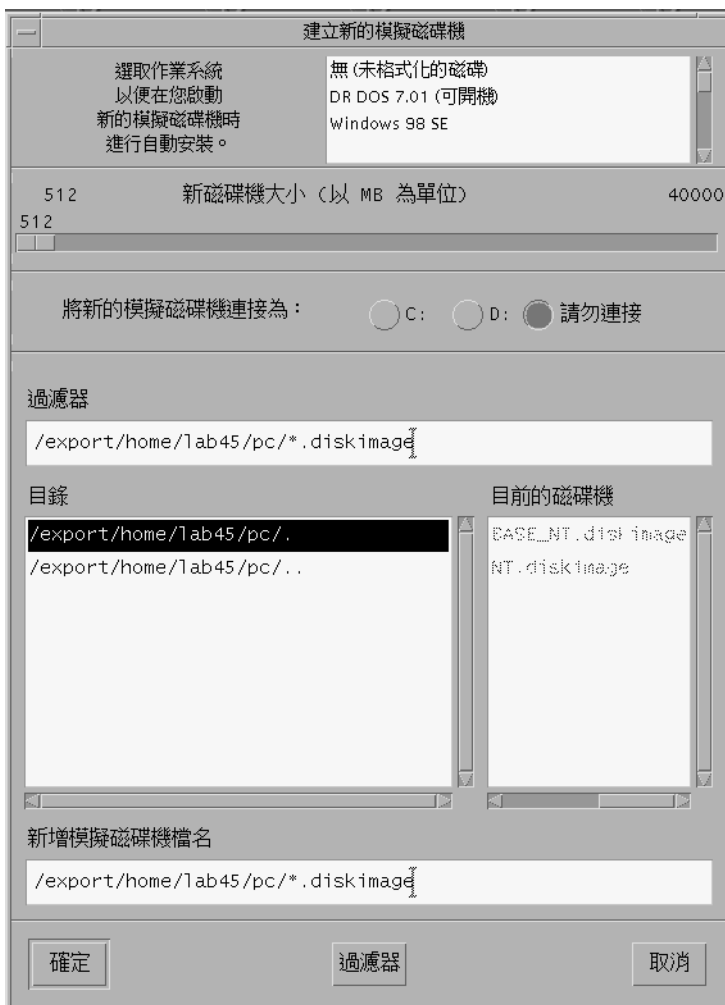 建立新的模擬磁碟機
選取作業系統
以便在您啟動
新的模擬磁碟機時
進行自動安裝。
無 (未格式化的磁碟)
DR DOS 7.01 (可開機)
Windows 98 SE
512 新磁碟機大小 (以 MB 為單位) 40000
512
將新的模擬磁碟機連接為： C: D: 請勿連接
過濾器
/export/home/lab45/pc/*.diskimage
目錄
/export/home/lab45/pc/.
/export/home/lab45/pc/..
目前的磁碟機
BASE_NT.diskimage
NT.diskimage
新增模擬磁碟機檔名
/export/home/lab45/pc/*.diskimage
確定 過濾器 取消